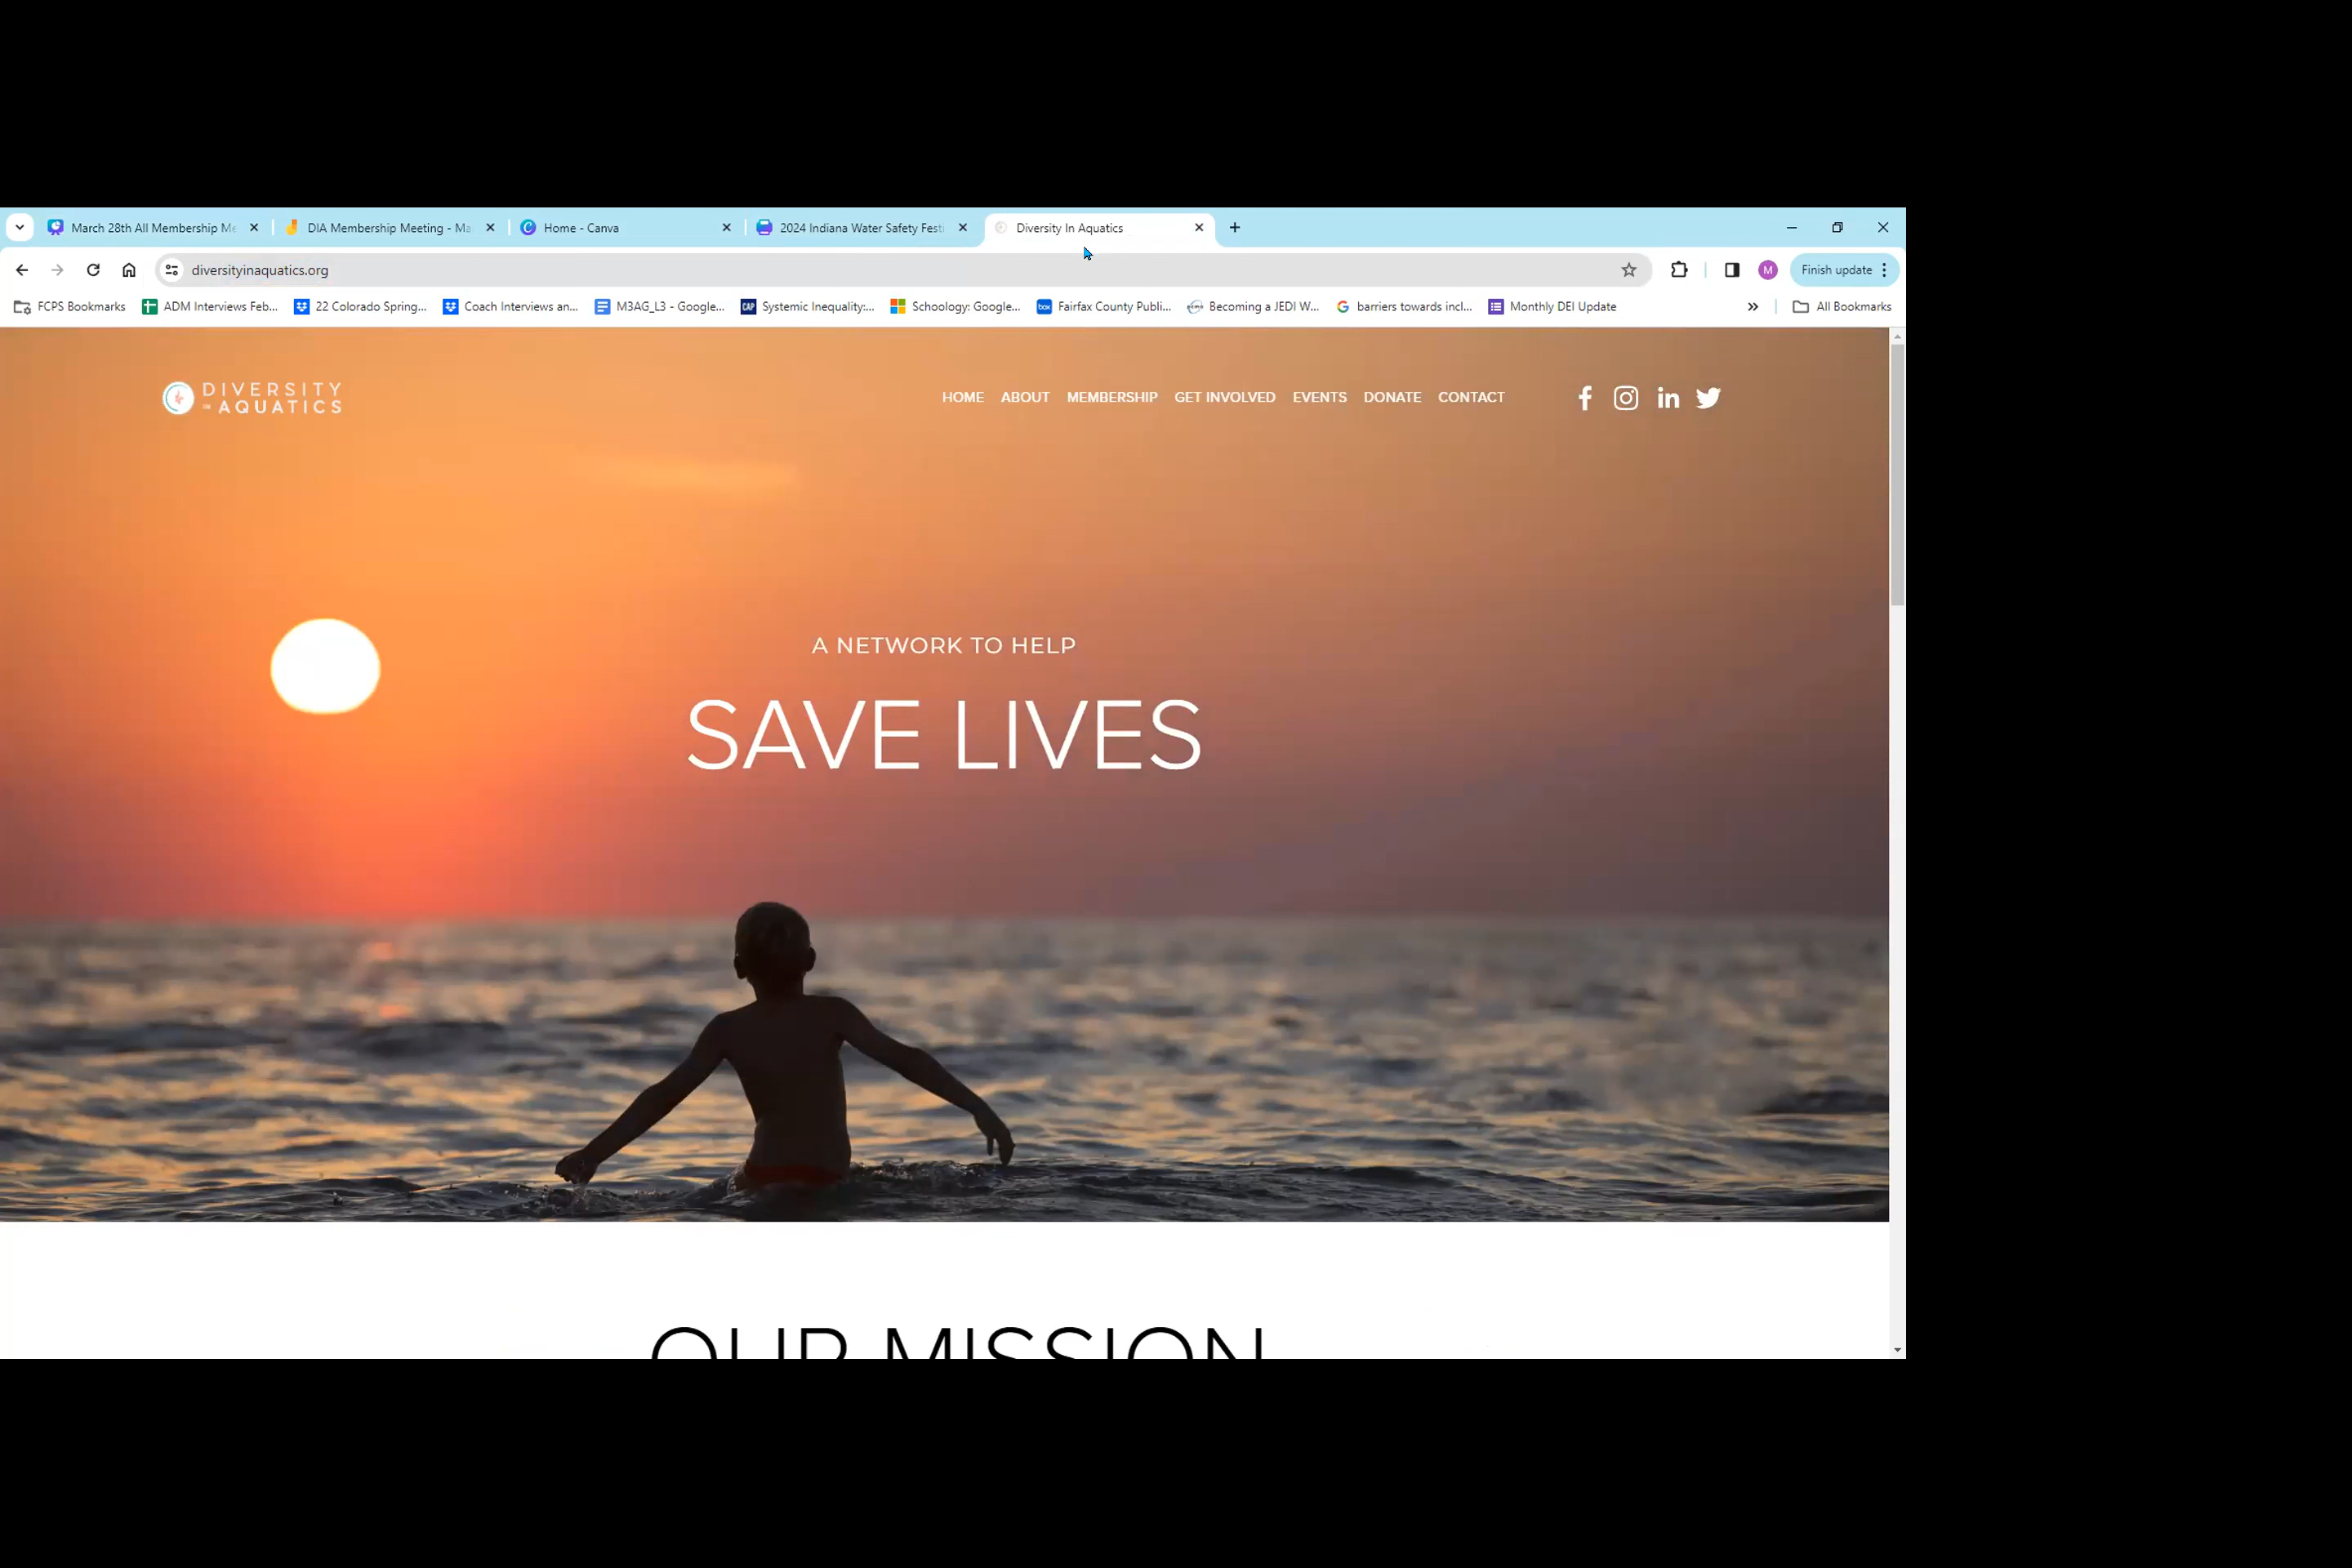 March 28th All Membership Me
DIA Membership Meeting - Ma
Home - Canva
2024 Indiana Water Safety Festi
Diversity In Aquatics
diversityinaquatics.org
M
Finish update
FCPS Bookmarks
ADM Interviews Feb...
22 Colorado Spring...
Coach Interviews an...
M3AG_L3 - Google...
CAP
Systemic Inequality:...
Schoology: Google...
box
Fairfax County Publi...
Becoming a JEDI W...
G
barriers towards incl...
Monthly DEI Update
All Bookmarks
DIVERSITY
IN AQUATICS
HOME ABOUT MEMBERSHIP GET INVOLVED EVENTS DONATE CONTACT
A NETWORK TO HELP
SAVE LIVES
OUR MISSION